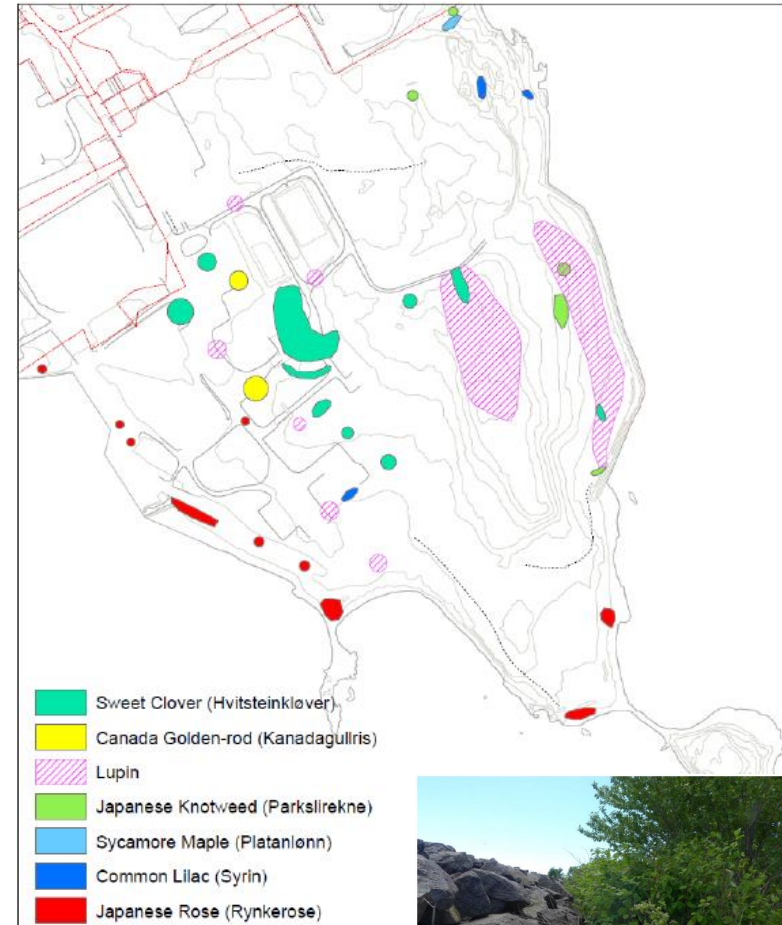 Sweet Clover (Hvitsteinkløver)
Canada Golden-rod (Kanadagullris)
Lupin
Japanese Knotweed (Parkslirekne)
Sycamore Maple (Platanlønn)
Common Lilac (Syrin)
Japanese Rose (Rynkerose)